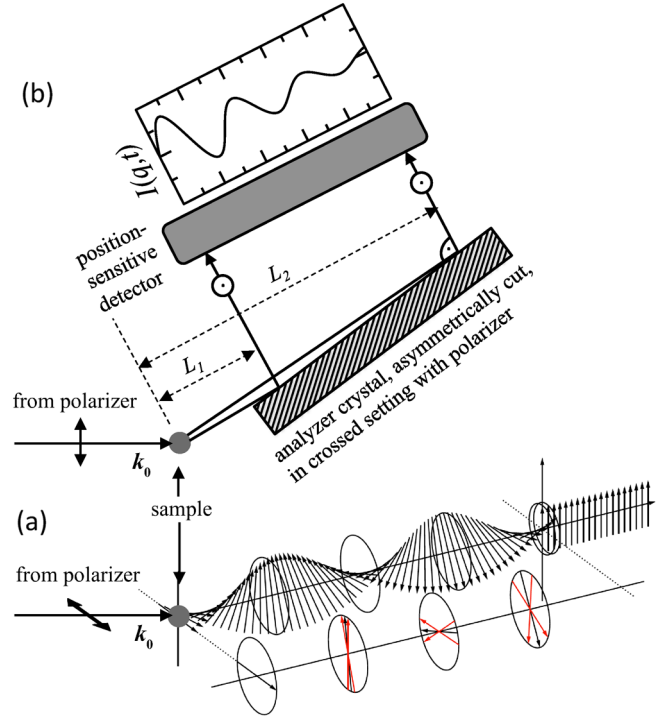 (b)
I(q,t)
position-
sensitive
detector
L2
L1
analyzer crystal, asymmetrically cut,
in crossed setting with polarizer
from polarizer
k0
sample
(a)
from polarizer
k0